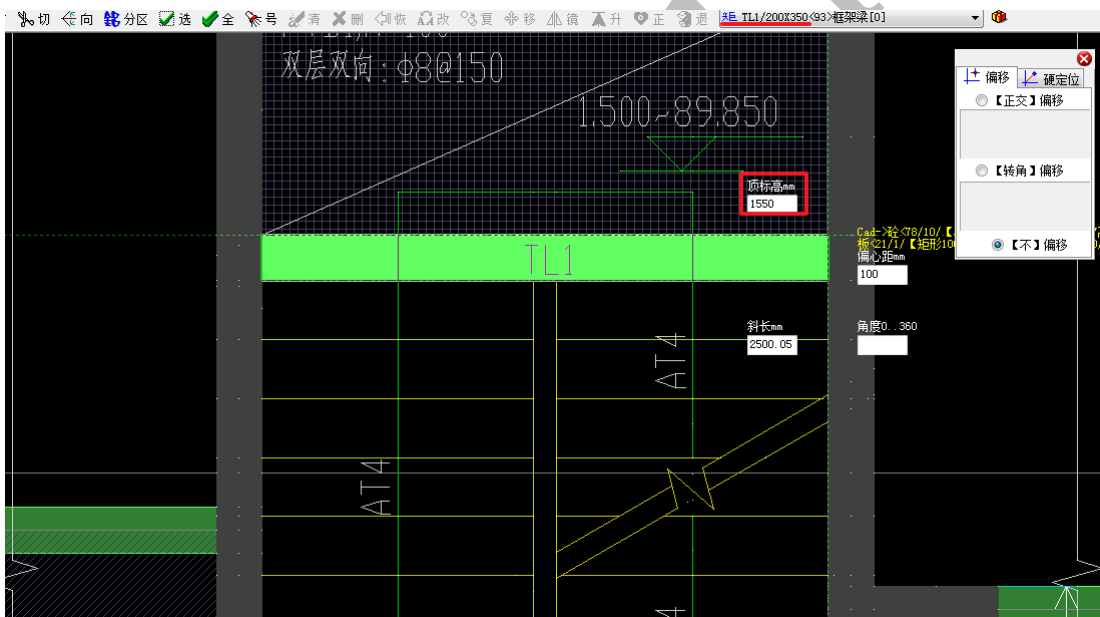 切 向 分区 选 全 号 清 删 恢 改 复 移 镜 升 正 退 矩 TL1/200X350<93>框架梁[0]
双层双向:Φ8@150
1.500~89.850
偏移 硬定位
【正交】偏移
【转角】偏移
【不】偏移
顶标高mm
1550
Cad->砼<78/10/【
板<21/1/【矩形100
偏心距mm
100
TL1
斜长mm
2500.05
角度0..360
AT4
AT4